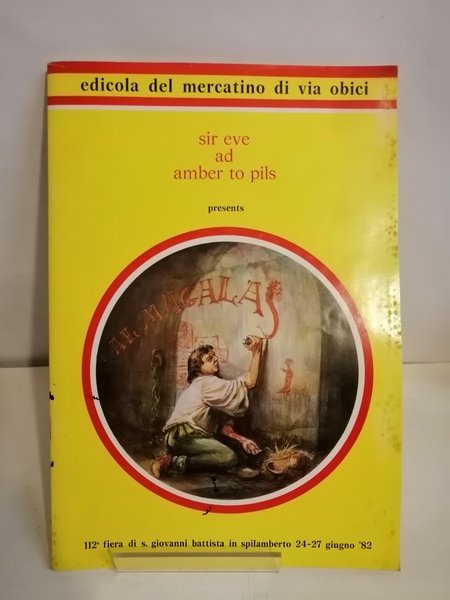 edicola del mercatino di via obici
sir eve
ad
amber to pils
presents
AL MAGALAS
112ª fiera di s. giovanni battista in spilamberto 24-27 giugno '82